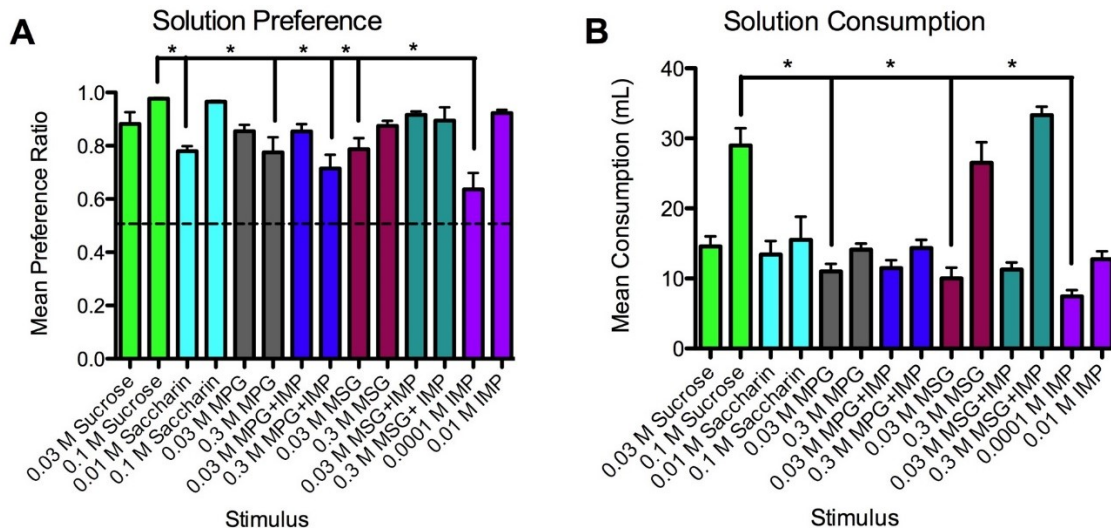 A
Solution Preference
* * * * *
Mean Preference Ratio
1.0
0.8
0.6
0.4
0.2
0.0
0.03 M Sucrose
0.1 M Sucrose
0.01 M Saccharin
0.1 M Saccharin
0.03 M MPG
0.3 M MPG
0.03 M MPG+IMP
0.3 M MPG+IMP
0.03 M MSG
0.3 M MSG
0.03 M MSG+IMP
0.3 M MSG+ IMP
0.0001 M IMP
0.01 M IMP
Stimulus
B
Solution Consumption
* * *
Mean Consumption (mL)
40
30
20
10
0
0.03 M Sucrose
0.1 M Sucrose
0.01 M Saccharin
0.1 M Saccharin
0.03 M MPG
0.3 M MPG
0.03 M MPG+IMP
0.3 M MPG+IMP
0.03 M MSG
0.3 M MSG
0.03 M MSG+IMP
0.3 M MSG+IMP
0.0001 M IMP
0.01 M IMP
Stimulus